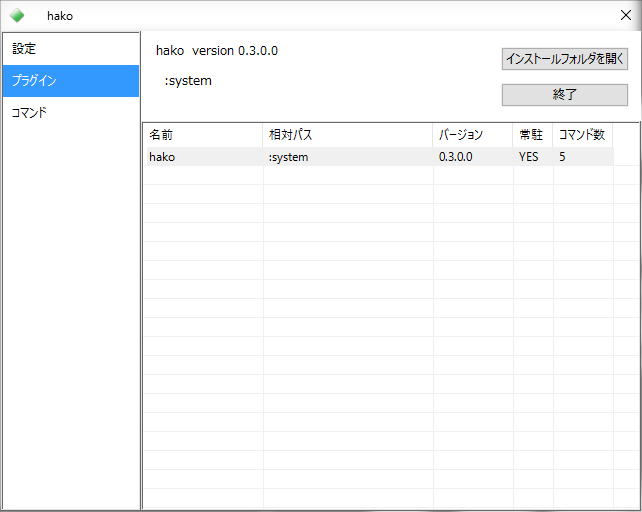 hako
設定
プラグイン
コマンド
hako version 0.3.0.0
:system
インストールフォルダを開く
終了
名前 相対パス バージョン 常駐 コマンド数
hako :system 0.3.0.0 YES 5